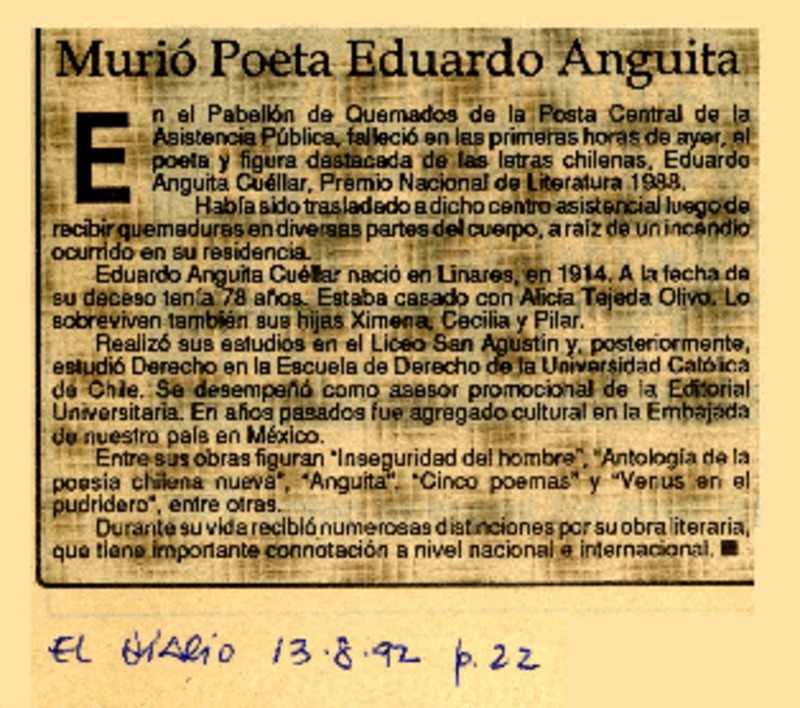 Murió Poeta Eduardo Anguita
En el Pabellón de Quemados de la Posta Central de la
Asistencia Pública, falleció en las primeras horas de ayer, el
poeta y figura destacada de las letras chilenas, Eduardo
Anguita Cuéllar, Premio Nacional de Literatura 1988.
Había sido trasladado a dicho centro asistencial luego de
recibir quemaduras en diversas partes del cuerpo, a raíz de un incendio
ocurrido en su residencia.
Eduardo Anguita Cuéllar nació en Linares, en 1914. A la fecha de
su deceso tenía 78 años. Estaba casado con Alicia Tejeda Olivo. Lo
sobreviven también sus hijas Ximena, Cecilia y Pilar.
Realizó sus estudios en el Liceo San Agustín y, posteriormente,
estudió Derecho en la Escuela de Derecho de la Universidad Católica
de Chile. Se desempeñó como asesor promocional de la Editorial
Universitaria. En años pasados fue agregado cultural en la Embajada
de nuestro país en México.
Entre sus obras figuran "Inseguridad del hombre", "Antología de la
poesía chilena nueva", "Anguita". "Cinco poemas" y "Venus en el
pudridero", entre otras.
Durante su vida recibió numerosas distinciones por su obra literaria,
que tiene importante connotación a nivel nacional e internacional. ■
EL DIARIO 13.8.92 p.22